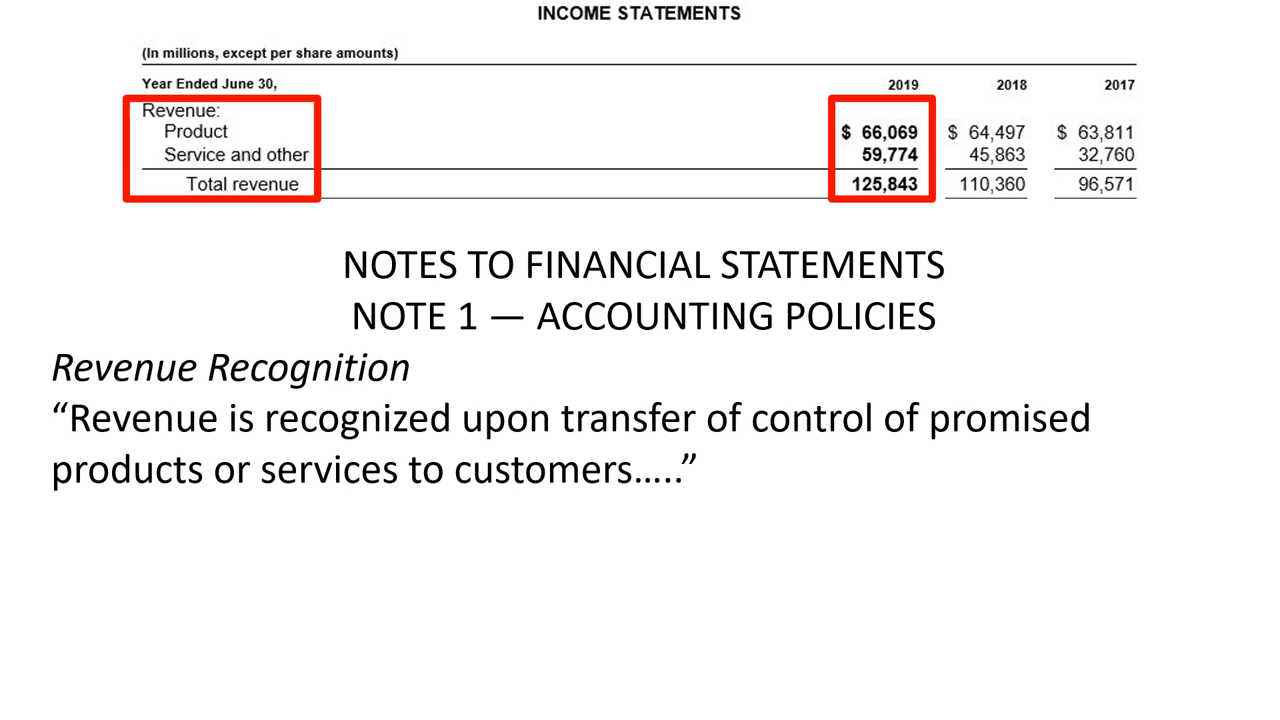 INCOME STATEMENTS
(In millions, except per share amounts)
Year Ended June 30, 2019 2018 2017
Revenue:
Product $ 66,069 $ 64,497 $ 63,811
Service and other 59,774 45,863 32,760
Total revenue 125,843 110,360 96,571
NOTES TO FINANCIAL STATEMENTS
NOTE 1 — ACCOUNTING POLICIES
Revenue Recognition
“Revenue is recognized upon transfer of control of promised
products or services to customers…..”